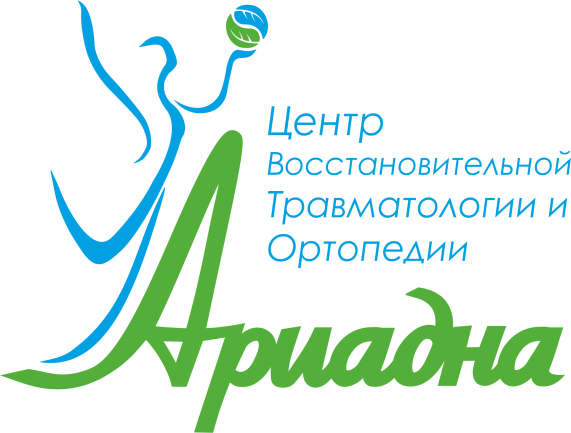 Центр
Восстановительной
Травматологии и
Ортопедии
Ариадна